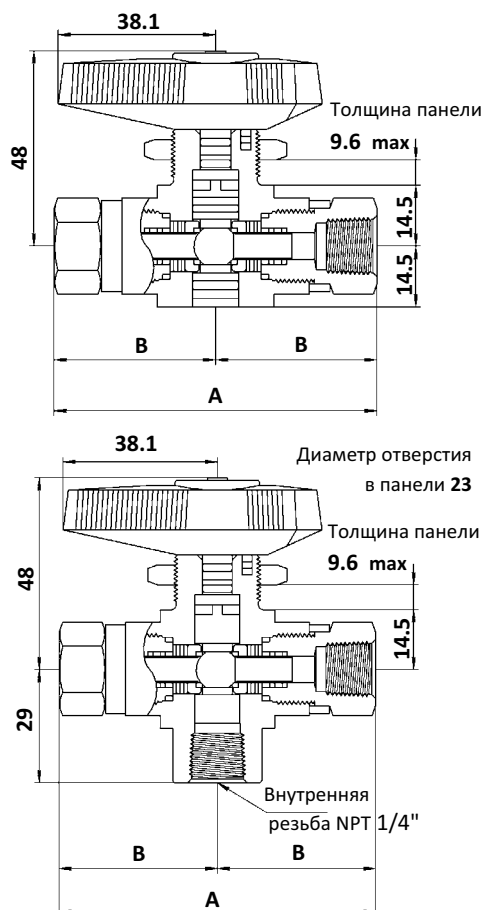 38.1
Толщина панели
9.6 max
48
14.5
14.5
B B
A
38.1
Диаметр отверстия
в панели 23
Толщина панели
9.6 max
48
14.5
29
Внутренняя
резьба NPT 1/4"
B B
A